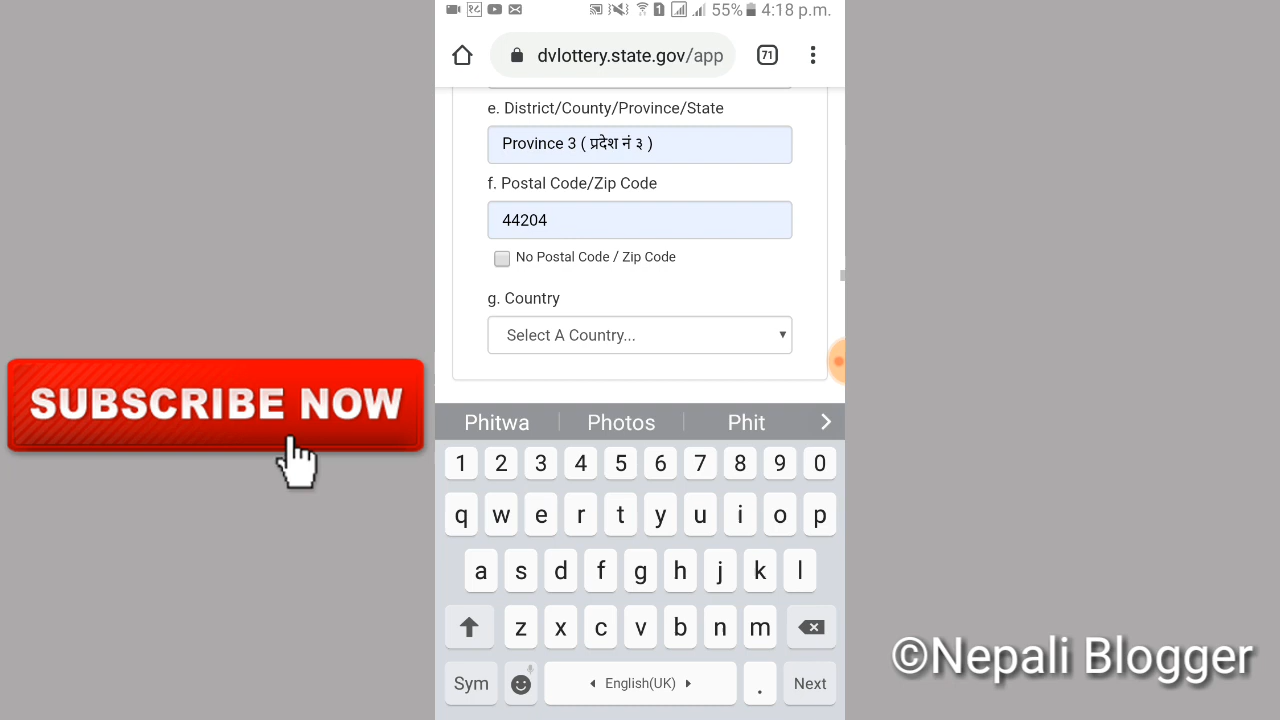 55% 4:18 p.m.
dvlottery.state.gov/app 71
e. District/County/Province/State
Province 3 ( प्रदेश नं ३ )
f. Postal Code/Zip Code
44204
No Postal Code / Zip Code
g. Country
Select A Country...
SUBSCRIBE NOW
Phitwa Photos Phit
1 2 3 4 5 6 7 8 9 0
q w e r t y u i o p
a s d f g h j k l
z x c v b n m
Sym English(UK) . Next
©Nepali Blogger